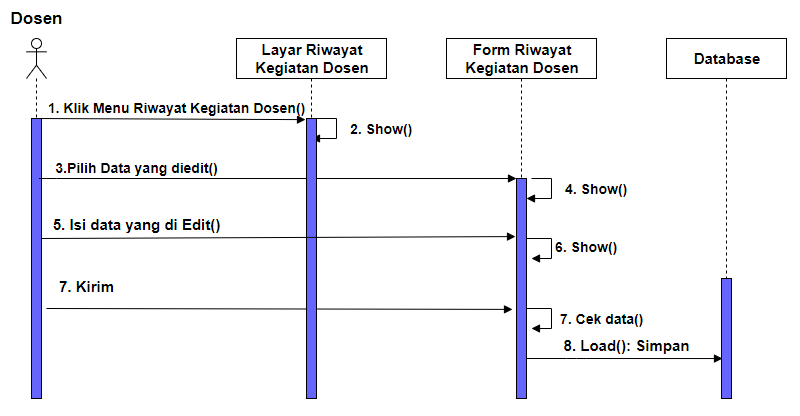 Dosen
Layar Riwayat
Kegiatan Dosen
Form Riwayat
Kegiatan Dosen
Database
1. Klik Menu Riwayat Kegiatan Dosen()
2. Show()
3.Pilih Data yang diedit()
4. Show()
5. Isi data yang di Edit()
6. Show()
7. Kirim
7. Cek data()
8. Load(): Simpan